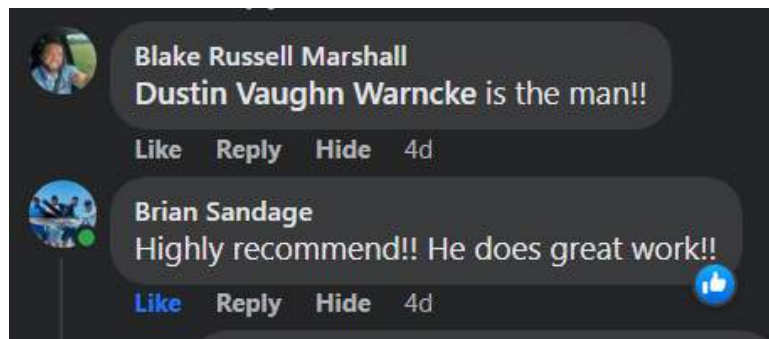 Blake Russell Marshall
Dustin Vaughn Warncke is the man!!
Like Reply Hide 4d
Brian Sandage
Highly recommend!! He does great work!!
Like Reply Hide 4d